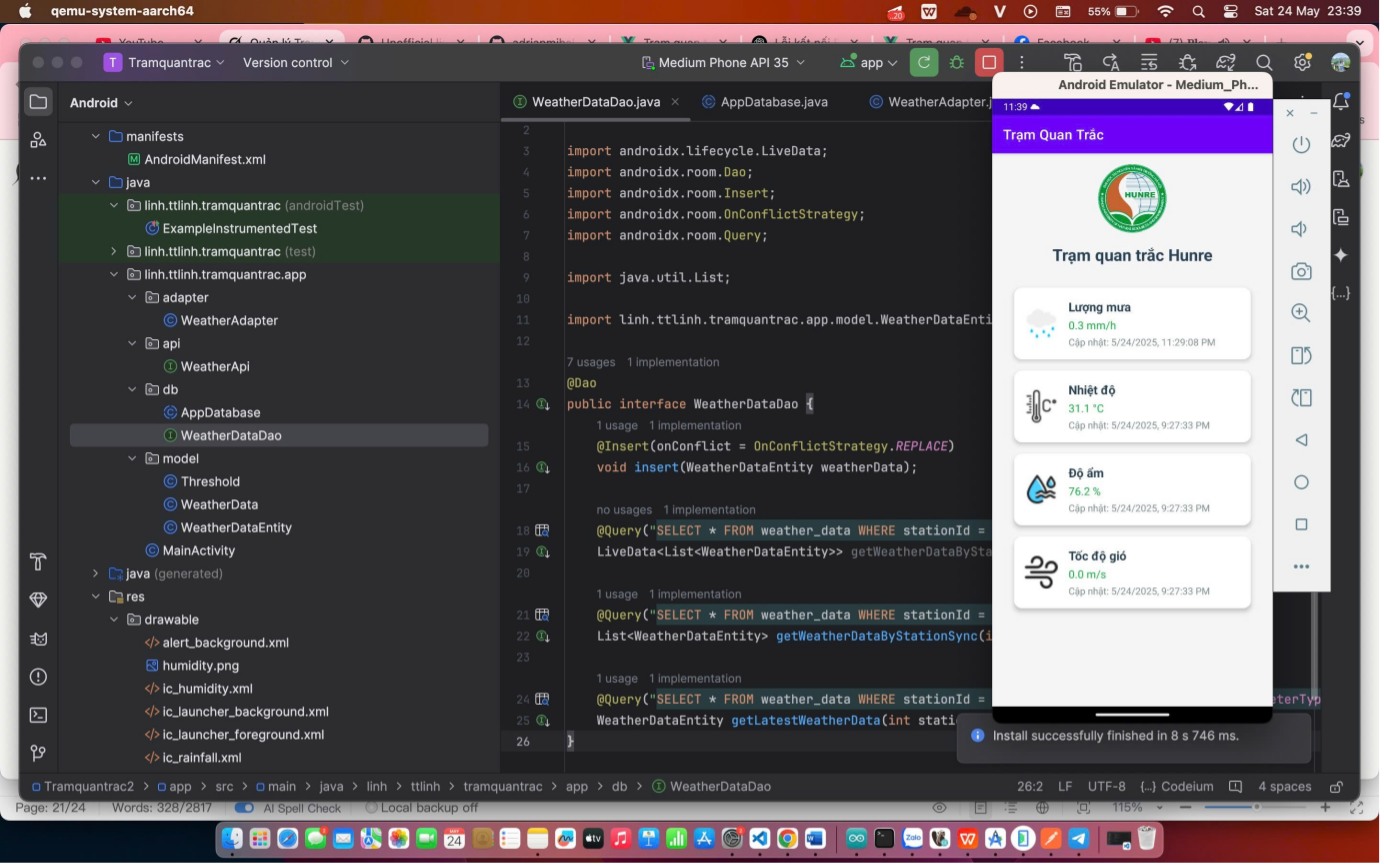 qemu-system-aarch64
20
55%
Sat 24 May 23:39
YouTube
Facebook
T Tramquantrac
Version control
Medium Phone API 35
app
Android
WeatherDataDao.java
AppDatabase.java
WeatherAdapter.j
manifests
AndroidManifest.xml
java
linh.ttlinh.tramquantrac (androidTest)
ExampleInstrumentedTest
linh.ttlinh.tramquantrac (test)
linh.ttlinh.tramquantrac.app
adapter
WeatherAdapter
api
WeatherApi
db
AppDatabase
WeatherDataDao
model
Threshold
WeatherData
WeatherDataEntity
MainActivity
java (generated)
res
drawable
alert_background.xml
humidity.png
ic_humidity.xml
ic_launcher_background.xml
ic_launcher_foreground.xml
ic_rainfall.xml
2
3 import androidx.lifecycle.LiveData;
4 import androidx.room.Dao;
5 import androidx.room.Insert;
6 import androidx.room.OnConflictStrategy;
7 import androidx.room.Query;
8
9 import java.util.List;
10
11 import linh.ttlinh.tramquantrac.app.model.WeatherDataEnti
12
7 usages 1 implementation
13 @Dao
14 public interface WeatherDataDao {
1 usage 1 implementation
15 @Insert(onConflict = OnConflictStrategy.REPLACE)
16 void insert(WeatherDataEntity weatherData);
17
no usages 1 implementation
18 @Query("SELECT * FROM weather_data WHERE stationId =
19 LiveData<List<WeatherDataEntity>> getWeatherDataBySta
20
1 usage 1 implementation
21 @Query("SELECT * FROM weather_data WHERE stationId =
22 List<WeatherDataEntity> getWeatherDataByStationSync(i
23
1 usage 1 implementation
24 @Query("SELECT * FROM weather_data WHERE stationId = eterTyp
25 WeatherDataEntity getLatestWeatherData(int stati
26 }
Android Emulator - Medium_Ph...
11:39
Trạm Quan Trắc
HUNRE
Trạm quan trắc Hunre
Lượng mưa
0.3 mm/h
Cập nhật: 5/24/2025, 11:29:08 PM
C°
Nhiệt độ
31.1 °C
Cập nhật: 5/24/2025, 9:27:33 PM
Độ ẩm
76.2 %
Cập nhật: 5/24/2025, 9:27:33 PM
Tốc độ gió
0.0 m/s
Cập nhật: 5/24/2025, 9:27:33 PM
Install successfully finished in 8 s 746 ms.
Tramquantrac2 > app > src > main > java > linh > ttlinh > tramquantrac > app > db > WeatherDataDao
26:2 LF UTF-8 {...} Codeium 4 spaces
Page: 21/24 Words: 328/2817 AI Spell Check Local backup off 115%
MAY
24
tv
Zalo